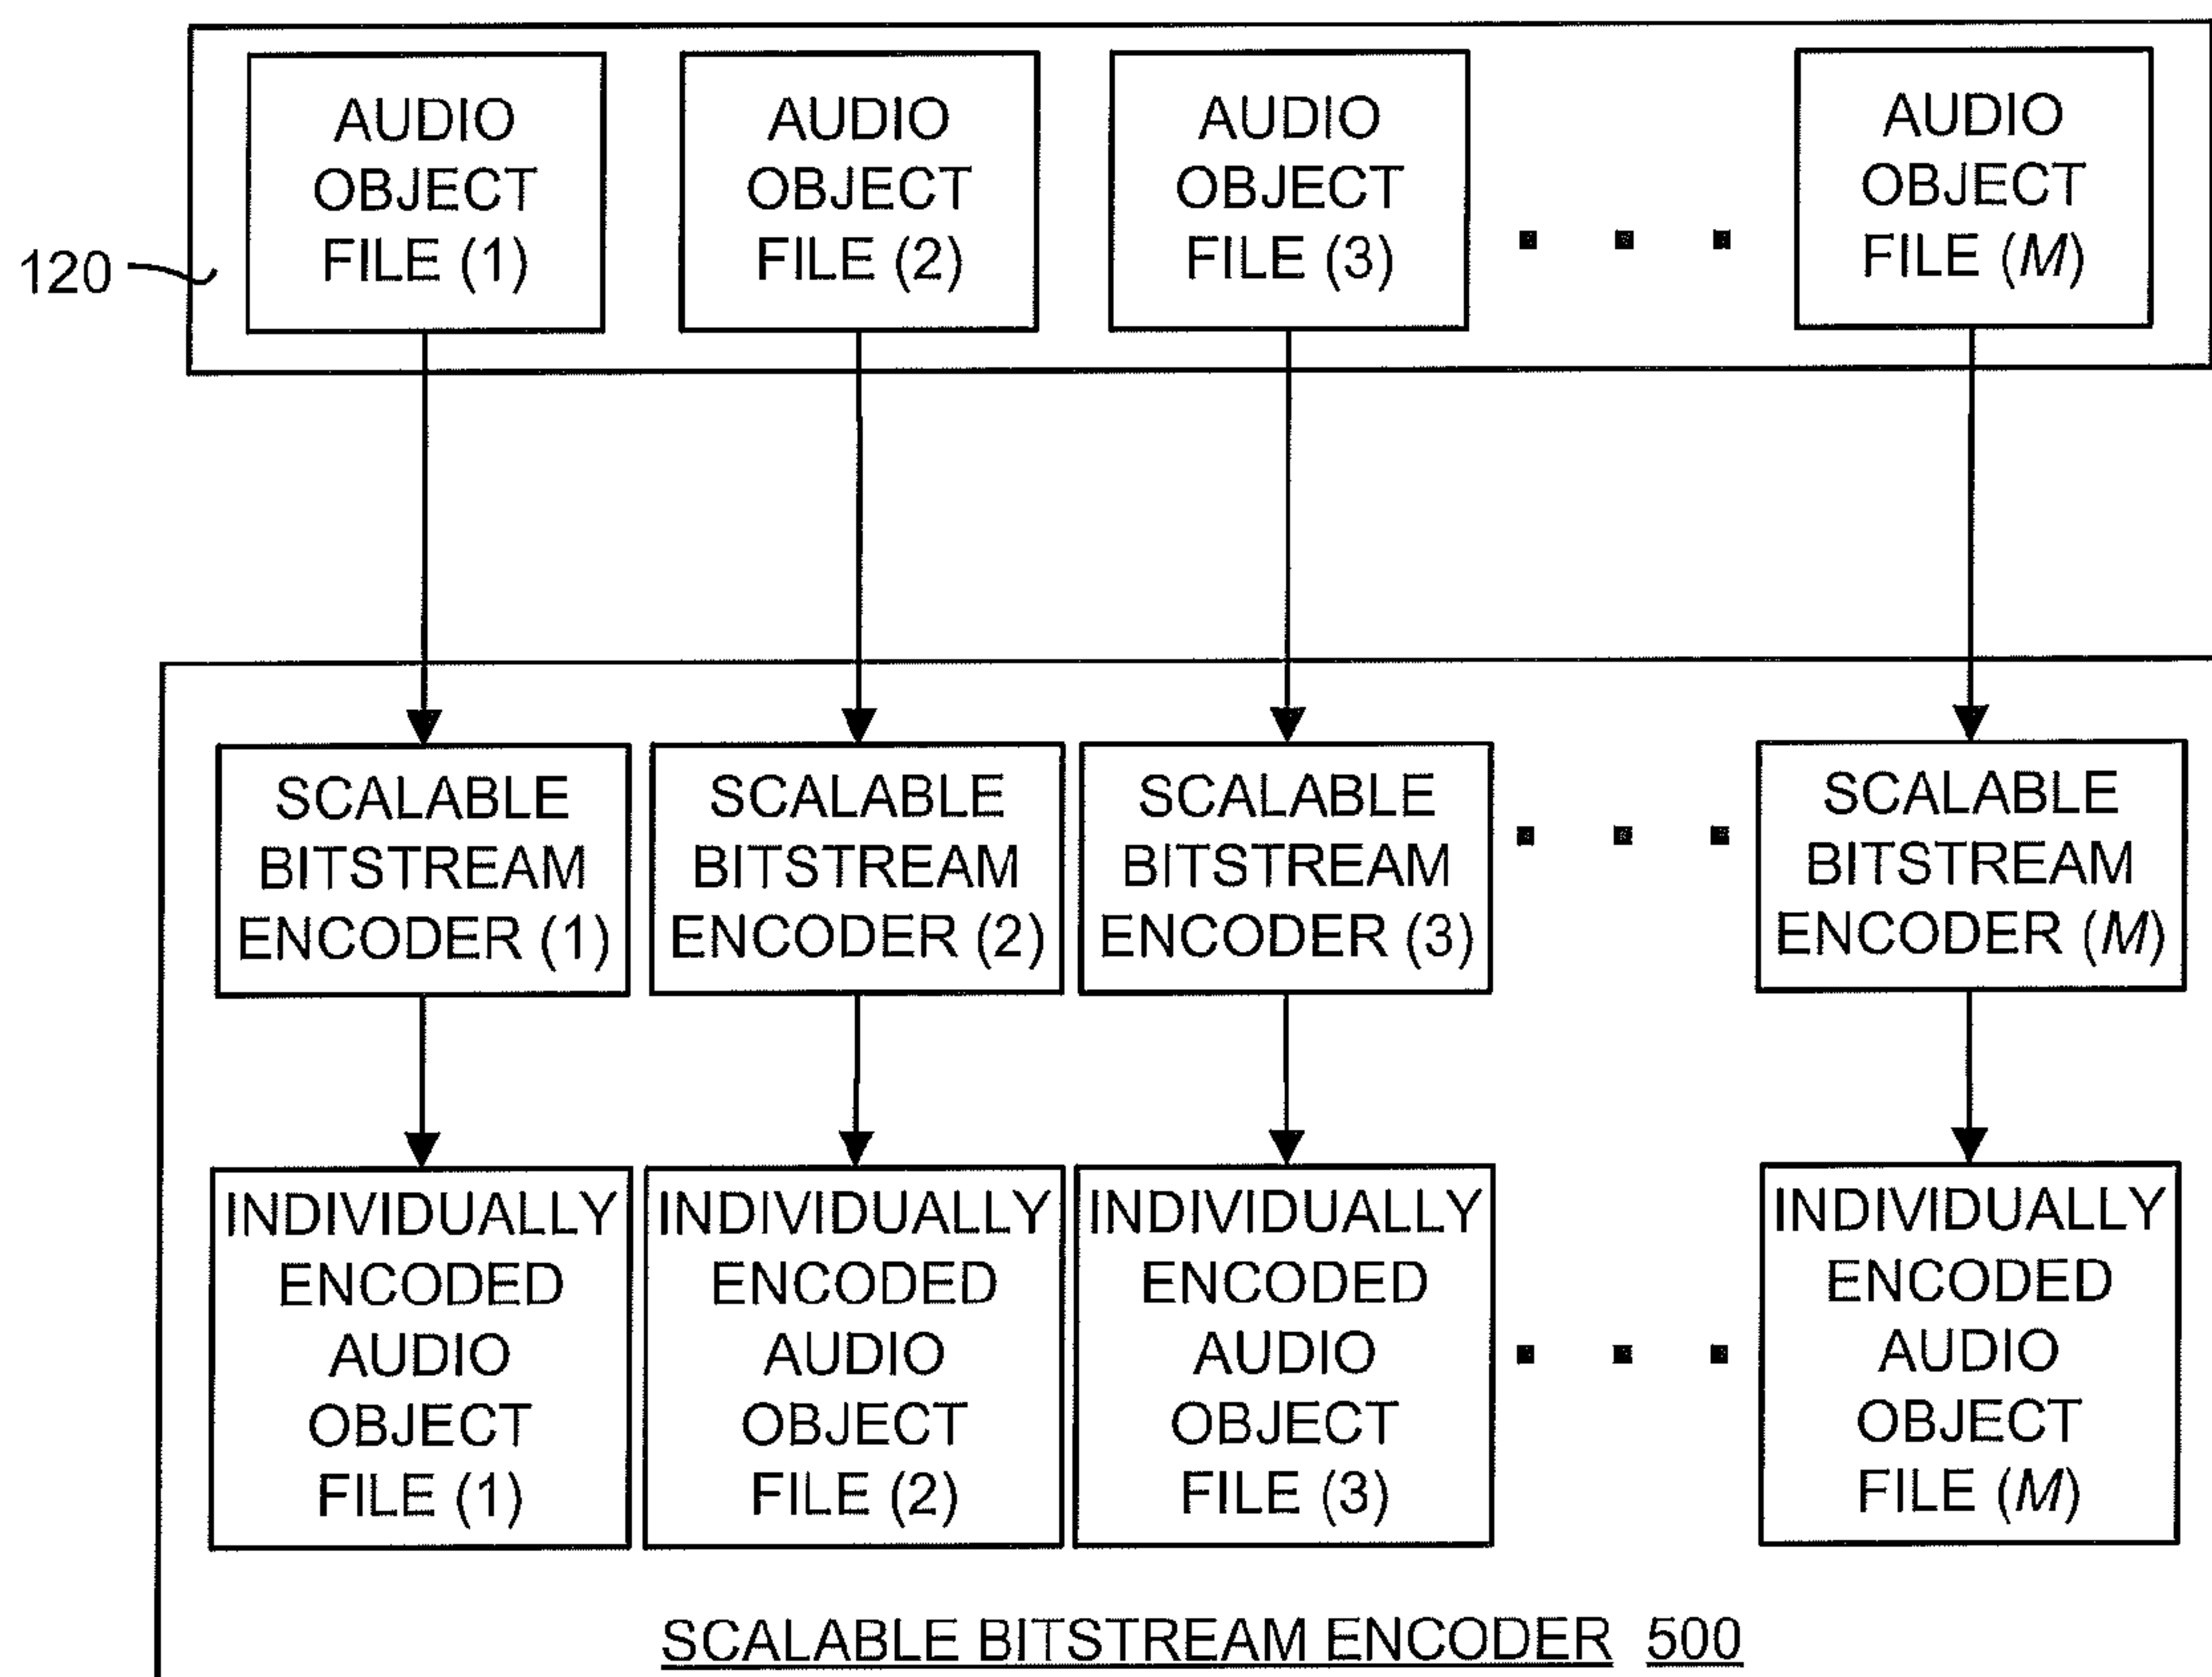 AUDIO
OBJECT
FILE (1)
AUDIO
OBJECT
FILE (2)
AUDIO
OBJECT
FILE (3)
AUDIO
OBJECT
FILE (M)
120
SCALABLE
BITSTREAM
ENCODER (1)
SCALABLE
BITSTREAM
ENCODER (2)
SCALABLE
BITSTREAM
ENCODER (3)
SCALABLE
BITSTREAM
ENCODER (M)
INDIVIDUALLY
ENCODED
AUDIO
OBJECT
FILE (1)
INDIVIDUALLY
ENCODED
AUDIO
OBJECT
FILE (2)
INDIVIDUALLY
ENCODED
AUDIO
OBJECT
FILE (3)
INDIVIDUALLY
ENCODED
AUDIO
OBJECT
FILE (M)
SCALABLE BITSTREAM ENCODER 500